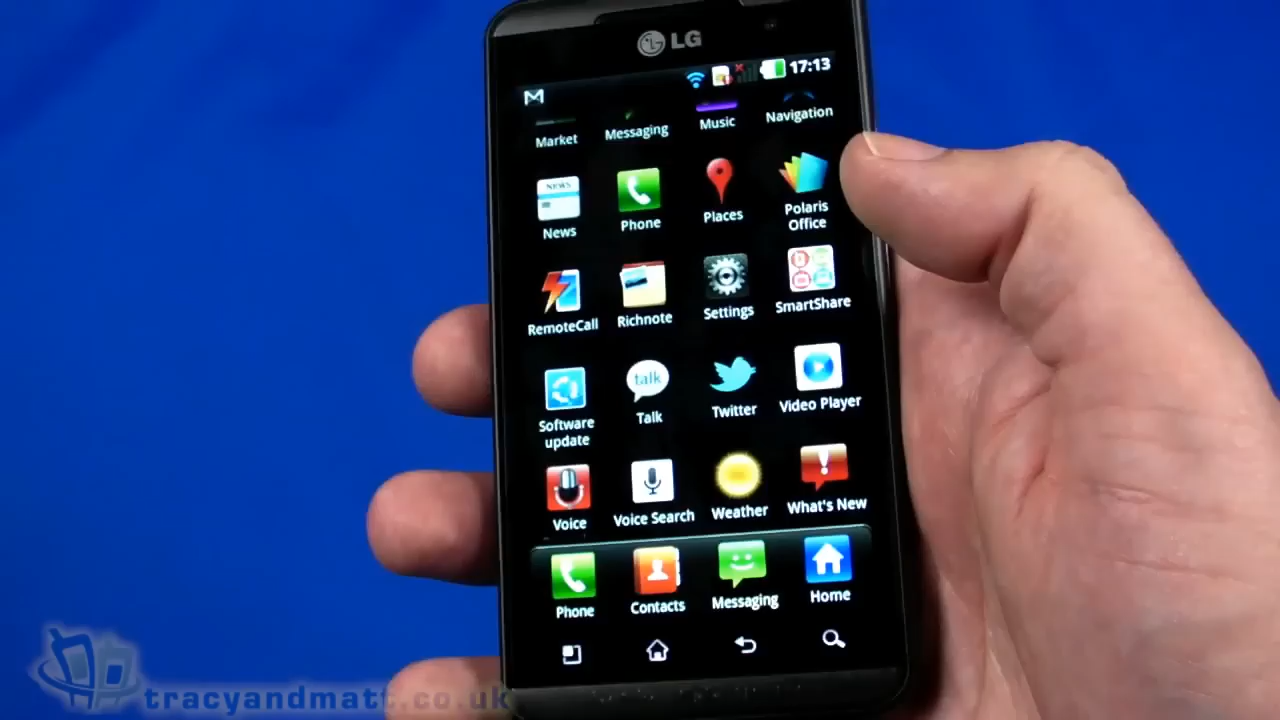 LG
17:13
Market Messaging Music Navigation
NEWS
News Phone Places Polaris
Office
RemoteCall Richnote Settings SmartShare
talk
Software
update
Talk Twitter Video Player
Voice Voice Search Weather What's New
Phone Contacts Messaging Home
tracyandmatt.co.uk